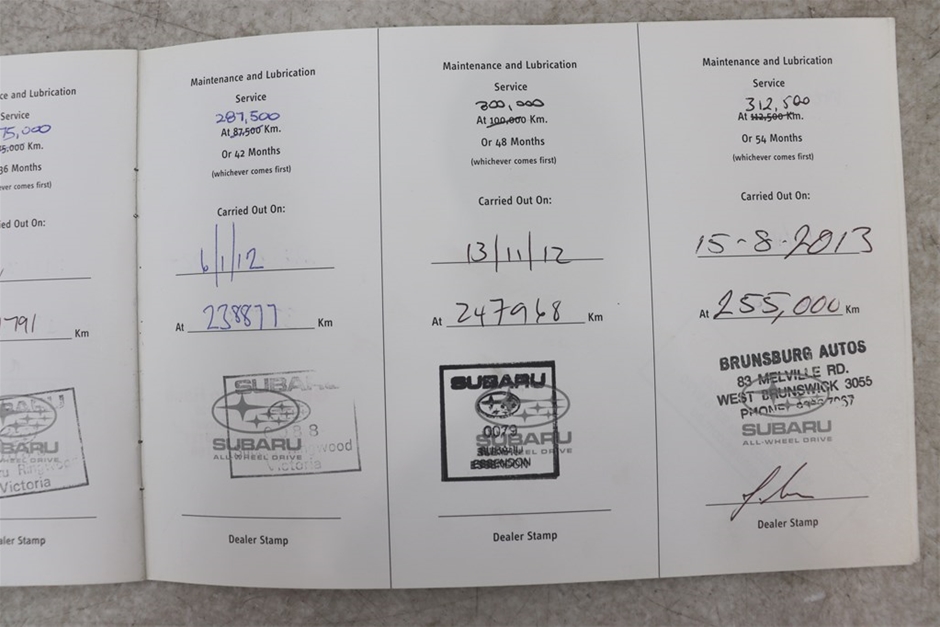 ce and Lubrication
Service
75,000
5,000 Km.
36 Months
ver comes first)
ed Out On:
791 Km
SUBARU
Victoria
aler Stamp
Maintenance and Lubrication
Service
287,500
At 87,500 Km.
Or 42 Months
(whichever comes first)
Carried Out On:
6/1/12
At 238877 Km
SUBARU
SUBARU
ALL-WHEEL DRIVE
Ringwood
Victoria
Dealer Stamp
Maintenance and Lubrication
Service
300,000
At 100,000 Km.
Or 48 Months
(whichever comes first)
Carried Out On:
13/11/12
At 247968 Km
SUBARU
0079
SUBARU
ESSENDON
Dealer Stamp
Maintenance and Lubrication
Service
312,500
At 112,500 Km.
Or 54 Months
(whichever comes first)
Carried Out On:
15-8-2013
At 255,000 Km
BRUNSBURG AUTOS
83 MELVILLE RD.
WEST BRUNSWICK 3055
PHONE
SUBARU
ALL-WHEEL DRIVE
Dealer Stamp